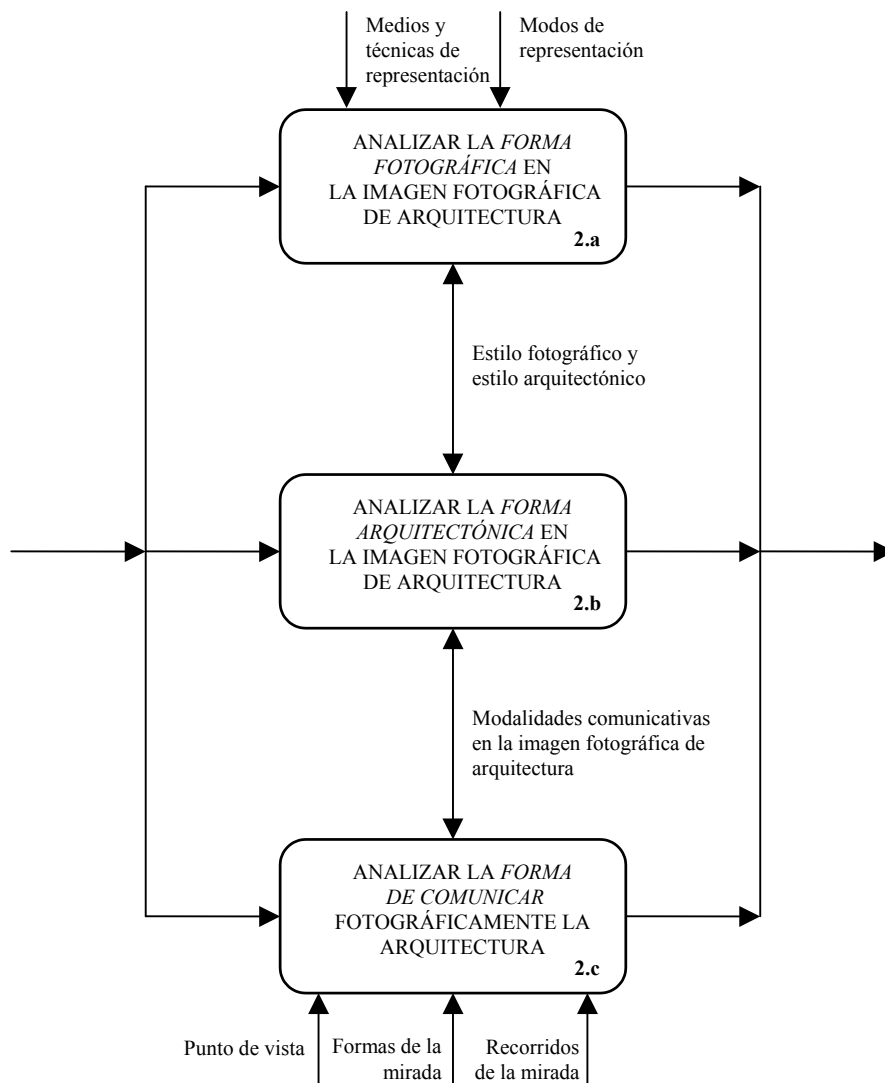 Medios y
técnicas de
representación
Modos de
representación
ANALIZAR LA FORMA
FOTOGRÁFICA EN
LA IMAGEN FOTOGRÁFICA
DE ARQUITECTURA
2.a
Estilo fotográfico y
estilo arquitectónico
ANALIZAR LA FORMA
ARQUITECTÓNICA EN
LA IMAGEN FOTOGRÁFICA
DE ARQUITECTURA
2.b
Modalidades comunicativas
en la imagen fotográfica de
arquitectura
ANALIZAR LA FORMA
DE COMUNICAR
FOTOGRÁFICAMENTE LA
ARQUITECTURA
2.c
Punto de vista
Formas de la
mirada
Recorridos
de la mirada